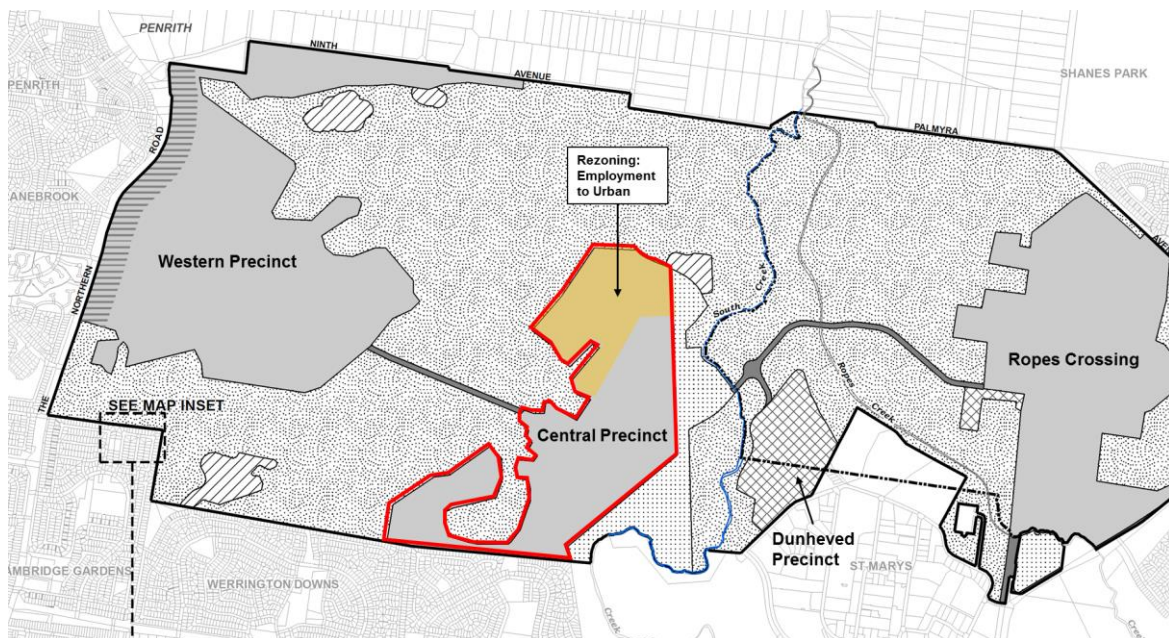 PENRITH
NINTH
AVENUE
SHANES PARK
PENRITH
ROAD
PALMYRA
Rezoning:
Employment
to Urban
ANEBROOK
Western Precinct
NORTHERN
South Creek
Ropes Crossing
Ropes
Creek
THE
SEE MAP INSET
Central Precinct
Dunheved
Precinct
AMBRIDGE GARDENS
WERRINGTON DOWNS
ST MARYS
Creek
Creek